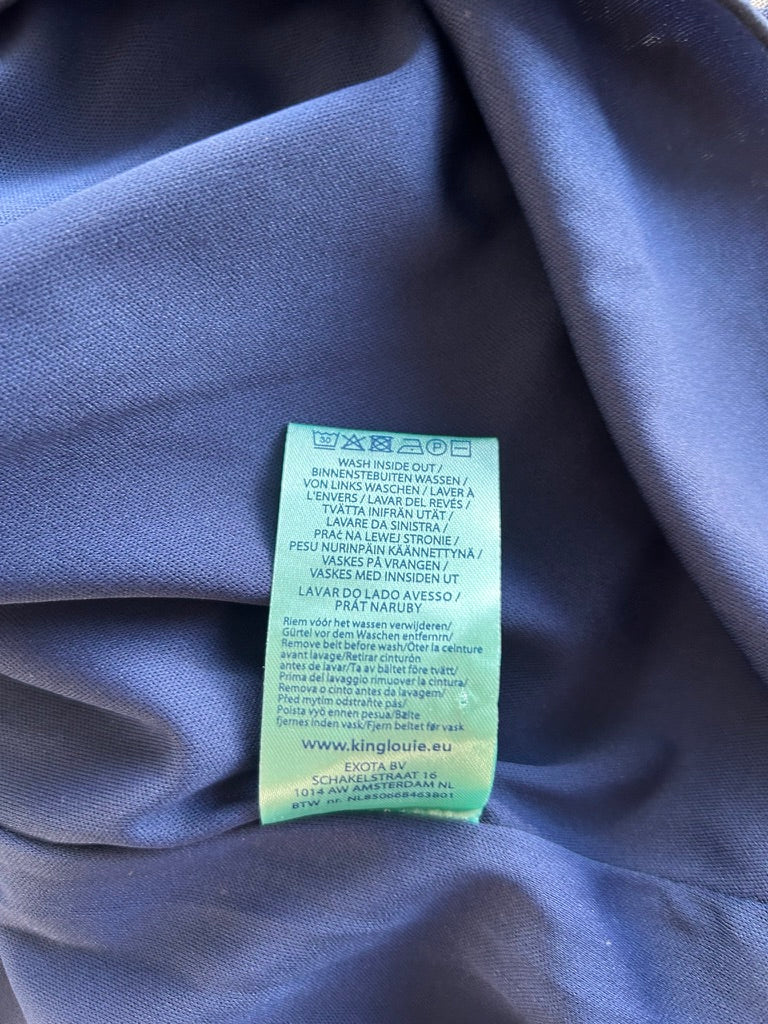 30 P
WASH INSIDE OUT /
BINNENSTEBUITEN WASSEN /
VON LINKS WASCHEN / LAVER À
L'ENVERS / LAVAR DEL REVÉS /
TVÄTTA INIFRÅN UTÅT /
LAVARE DA SINISTRA /
PRAĆ NA LEWEJ STRONIE /
PESU NURINPÄIN KÄÄNNETTYNÄ /
VASKES PÅ VRANGEN /
VASKES MED INNSIDEN UT
LAVAR DO LADO AVESSO /
PRÁT NARUBY
Riem vóór het wassen verwijderen/
Gürtel vor dem Waschen entfernrn/
Remove belt before wash/Ôter la ceinture
avant lavage/Retirar cinturón
antes de lavar/Ta av bältet före tvätt/
Prima del lavaggio rimuover la cintura/
Remova o cinto antes da lavagem/
Před mytím odstraňte pás/
Poista vyö ennen pesua/Bælte
fjernes inden vask/Fjern beltet før vask
www.kinglouie.eu
EXOTA BV
SCHAKELSTRAAT 16
1014 AW AMSTERDAM NL
BTW nr. NL850668463B01